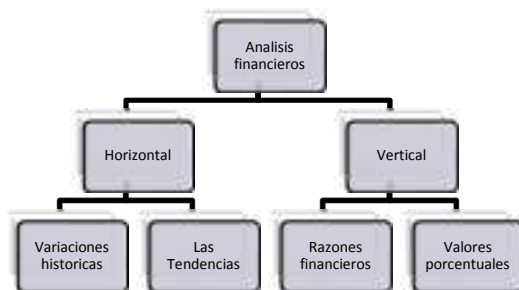 Analisis
financieros
Horizontal
Vertical
Variaciones
historicas
Las
Tendencias
Razones
financieros
Valores
porcentuales